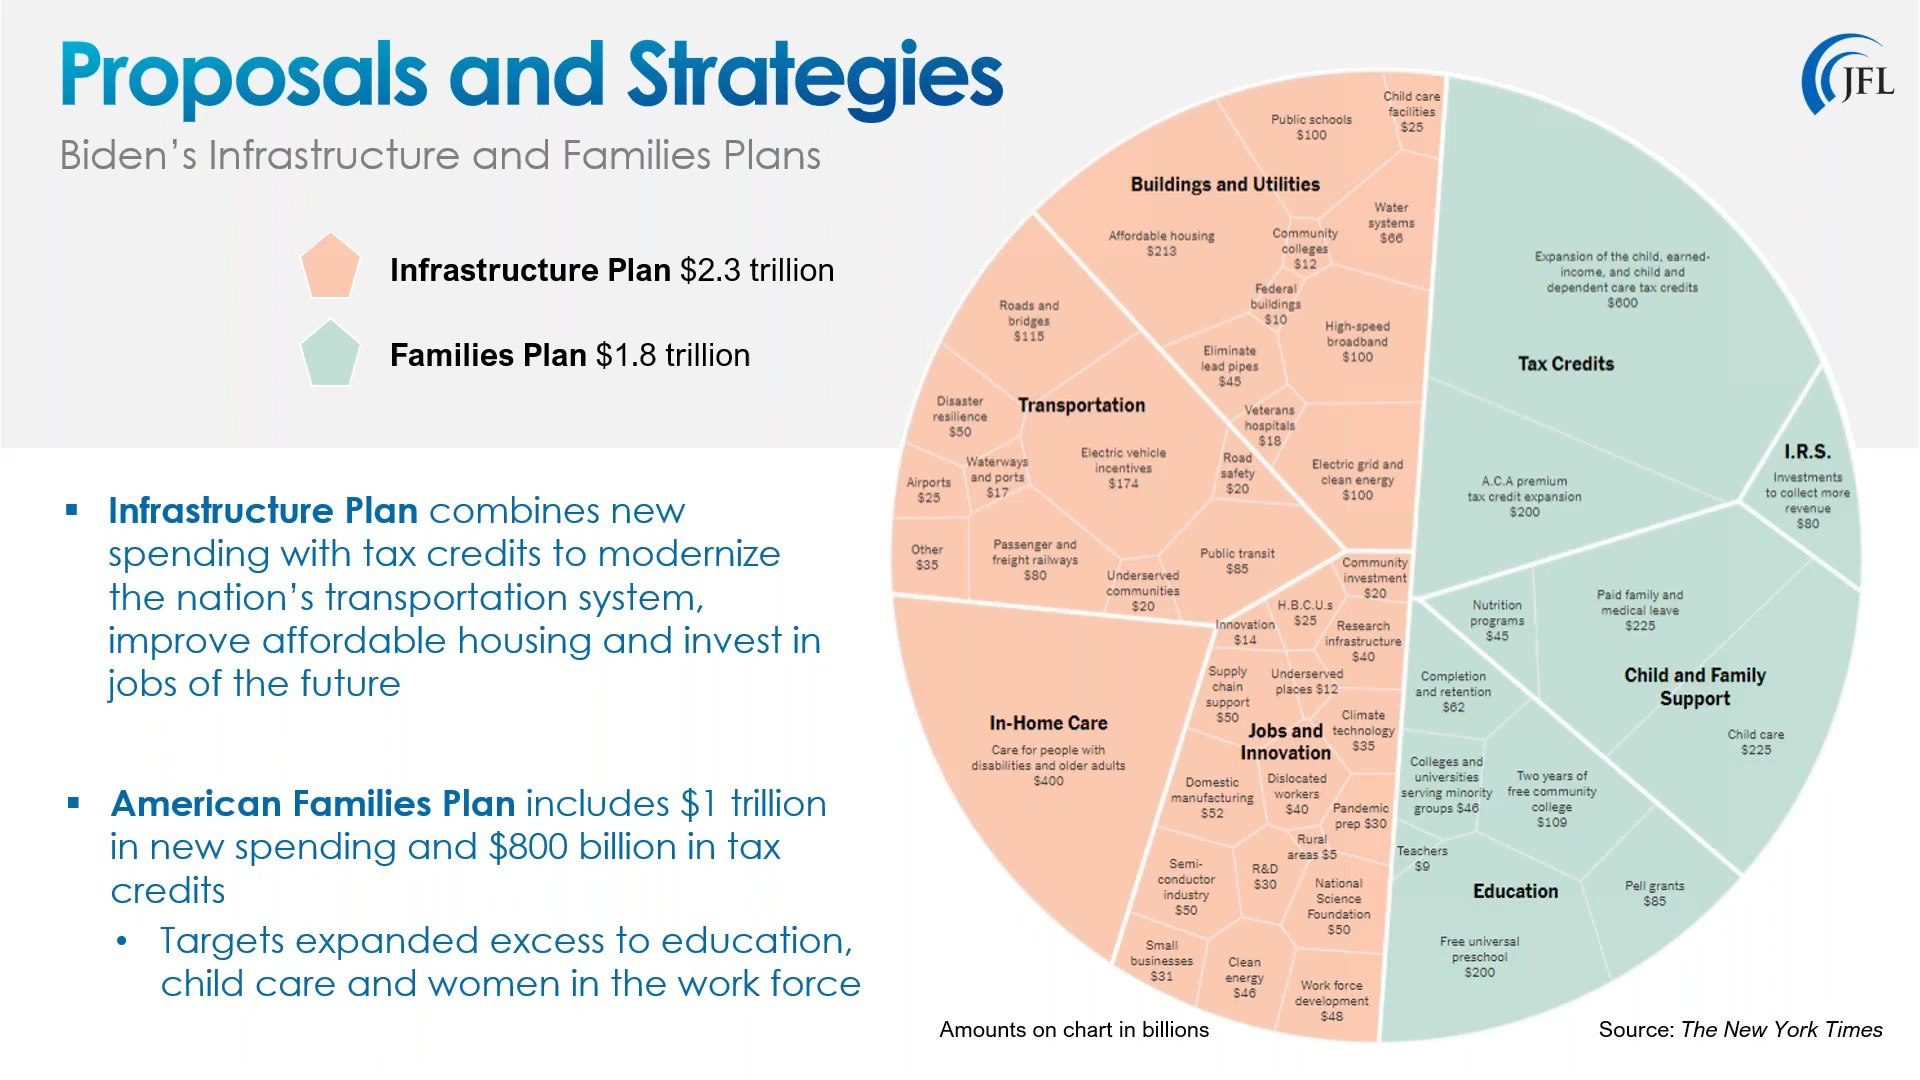 Proposals and Strategies
Biden's Infrastructure and Families Plans
JFL
Infrastructure Plan $2.3 trillion
Families Plan $1.8 trillion
▪ Infrastructure Plan combines new
spending with tax credits to modernize
the nation's transportation system,
improve affordable housing and invest in
jobs of the future
▪ American Families Plan includes $1 trillion
in new spending and $800 billion in tax
credits
• Targets expanded excess to education,
child care and women in the work force
Buildings and Utilities
Public schools
$100
Child care
facilities
$25
Affordable housing
$213
Community
colleges
$12
Water
systems
$66
Federal
buildings
$10
High-speed
broadband
$100
Eliminate
lead pipes
$45
Veterans
hospitals
$18
Electric grid and
clean energy
$100
Transportation
Roads and
bridges
$115
Disaster
resilience
$50
Electric vehicle
incentives
$174
Road
safety
$20
Airports
$25
Waterways
and ports
$17
Other
$35
Passenger and
freight railways
$80
Underserved
communities
$20
Public transit
$85
In-Home Care
Care for people with
disabilities and older adults
$400
Jobs and
Innovation
Community
investment
$20
H.B.C.U.s
$25
Innovation
$14
Research
infrastructure
$40
Supply
chain
support
$50
Underserved
places $12
Climate
technology
$35
Domestic
manufacturing
$52
Dislocated
workers
$40
Pandemic
prep $30
Rural
areas $5
Semi-
conductor
industry
$50
R&D
$30
National
Science
Foundation
$50
Small
businesses
$31
Clean
energy
$46
Work force
development
$48
Tax Credits
Expansion of the child, earned-
income, and child and
dependent care tax credits
$600
A.C.A premium
tax credit expansion
$200
I.R.S.
Investments
to collect more
revenue
$80
Child and Family
Support
Nutrition
programs
$45
Paid family and
medical leave
$225
Child care
$225
Education
Completion
and retention
$62
Colleges and
universities
serving minority
groups $46
Two years of
free community
college
$109
Teachers
$9
Pell grants
$85
Free universal
preschool
$200
Amounts on chart in billions
Source: The New York Times